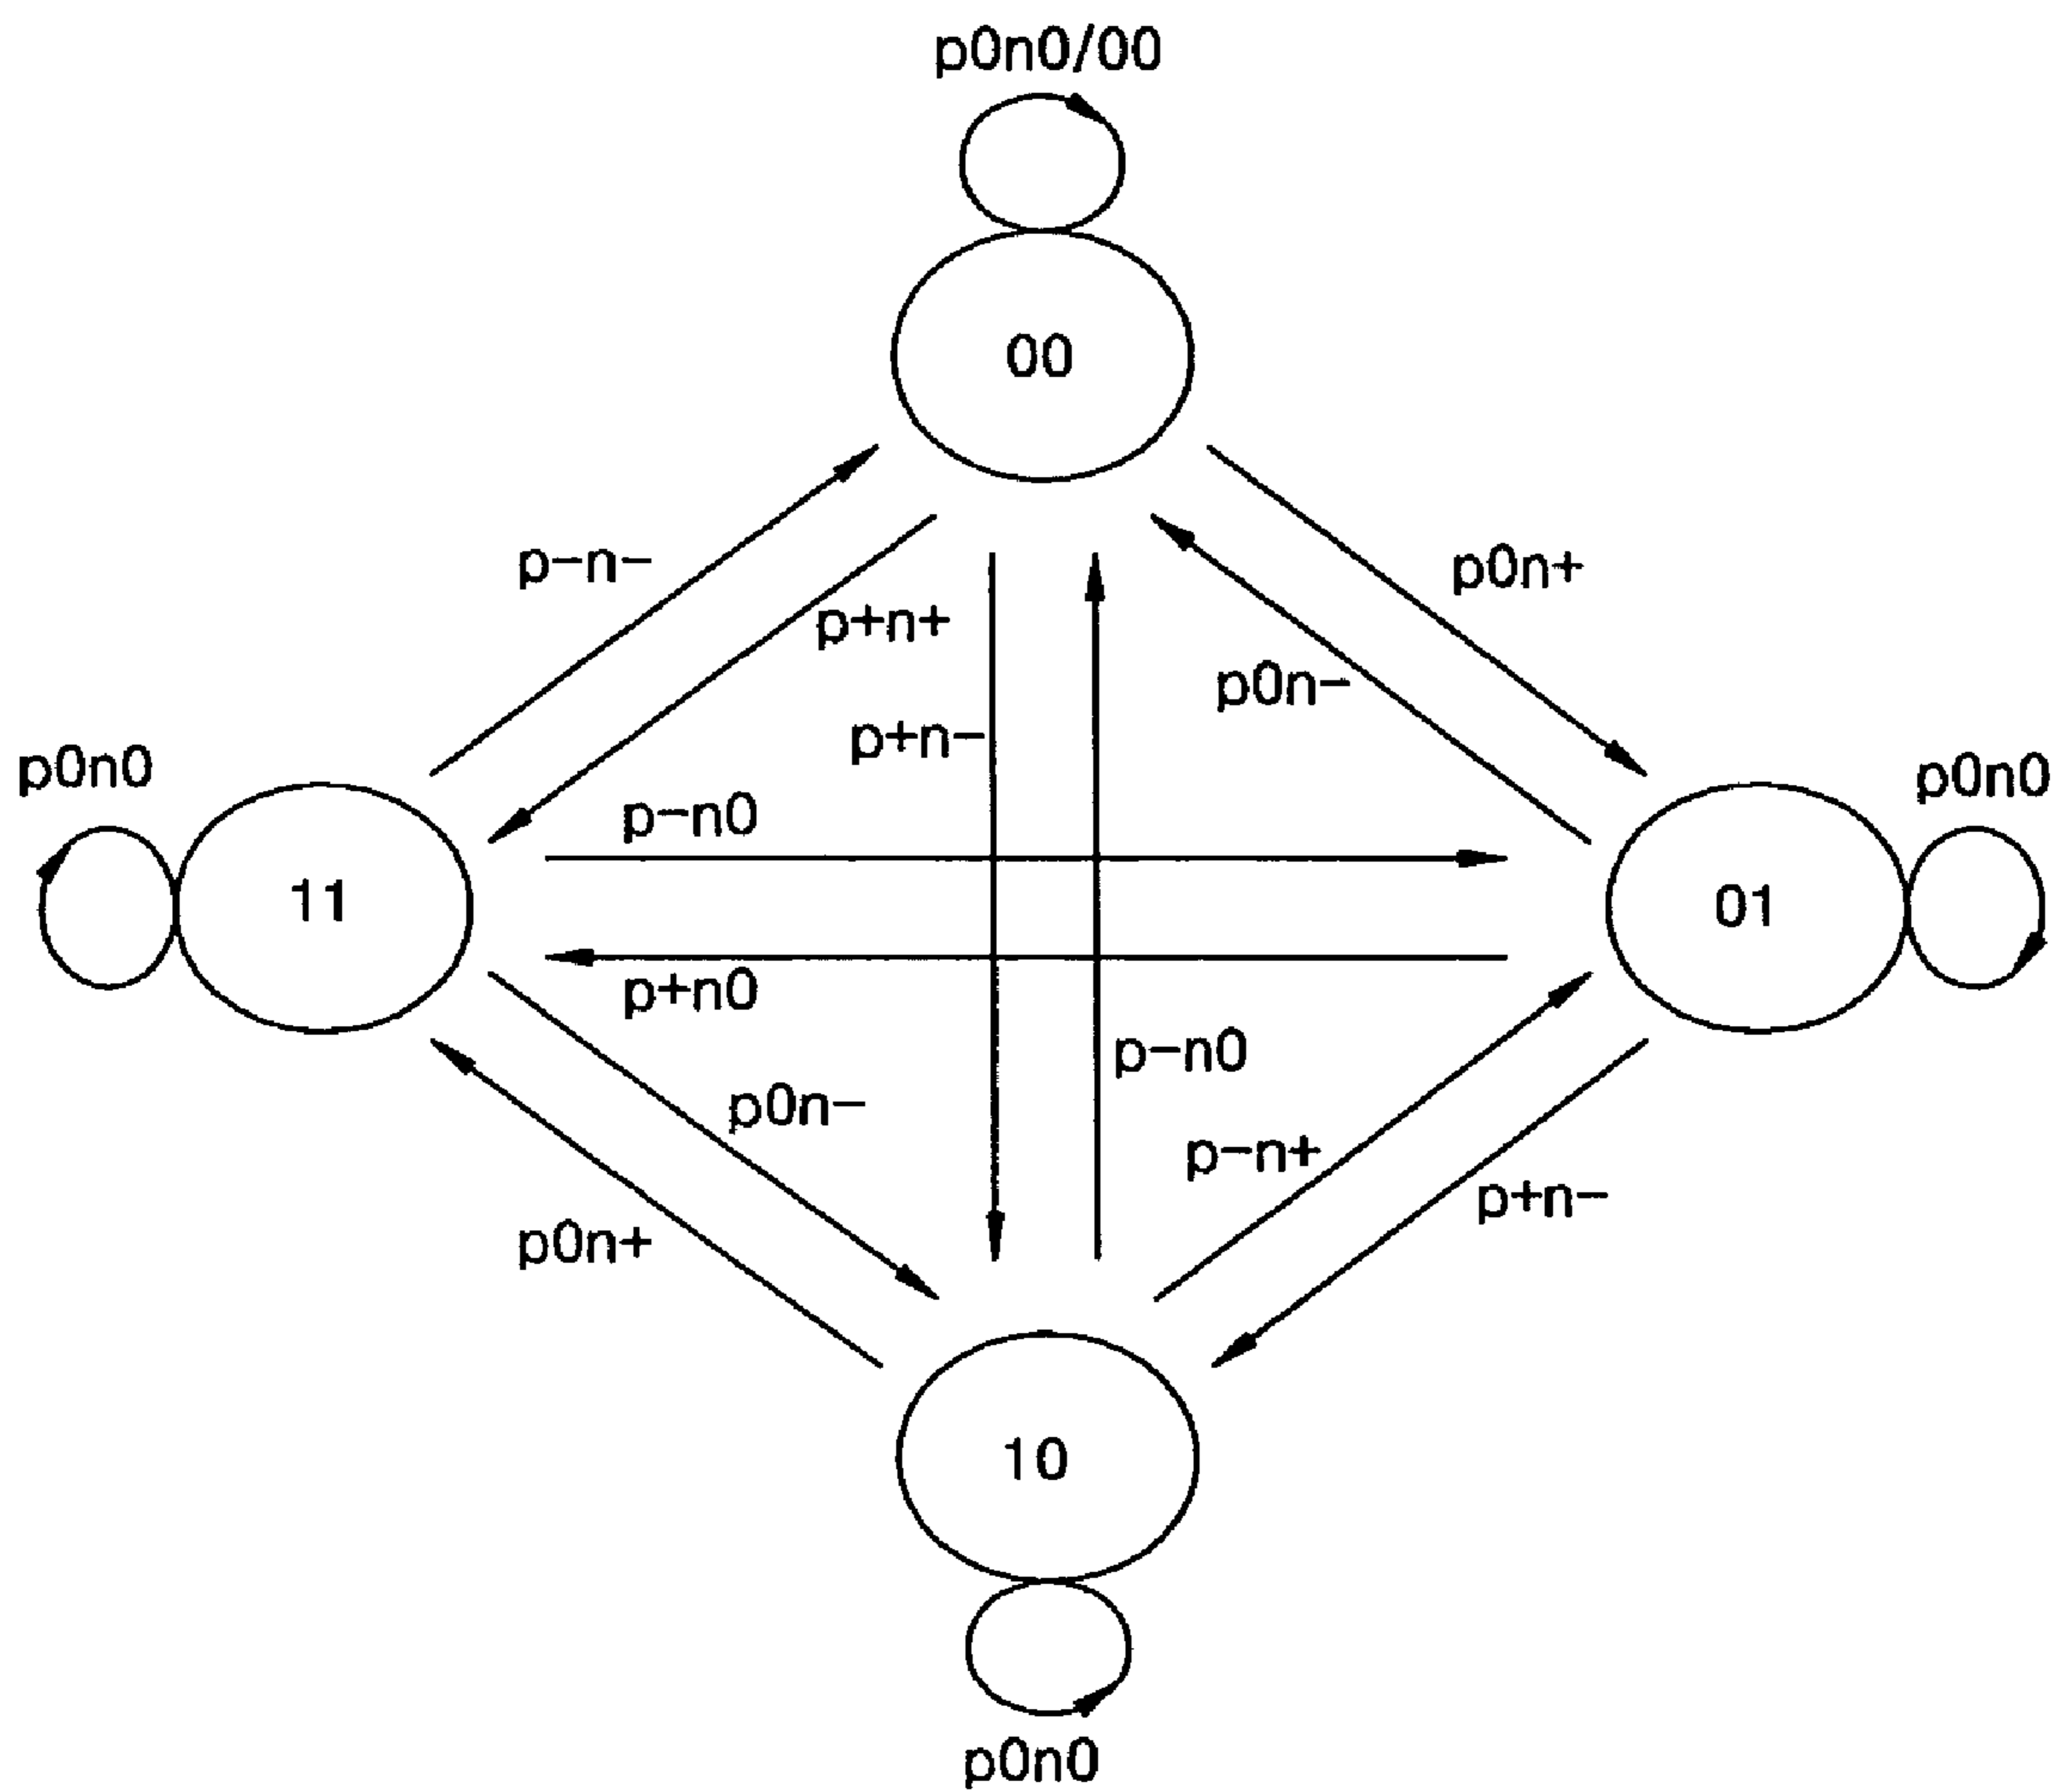 p0n0/00
00
p-n-
p0n+
p+n+
p0n-
p+n-
p0n0
p0n0
p-n0
11
01
p+n0
p-n0
p0n-
p-n+
p+n-
p0n+
10
p0n0